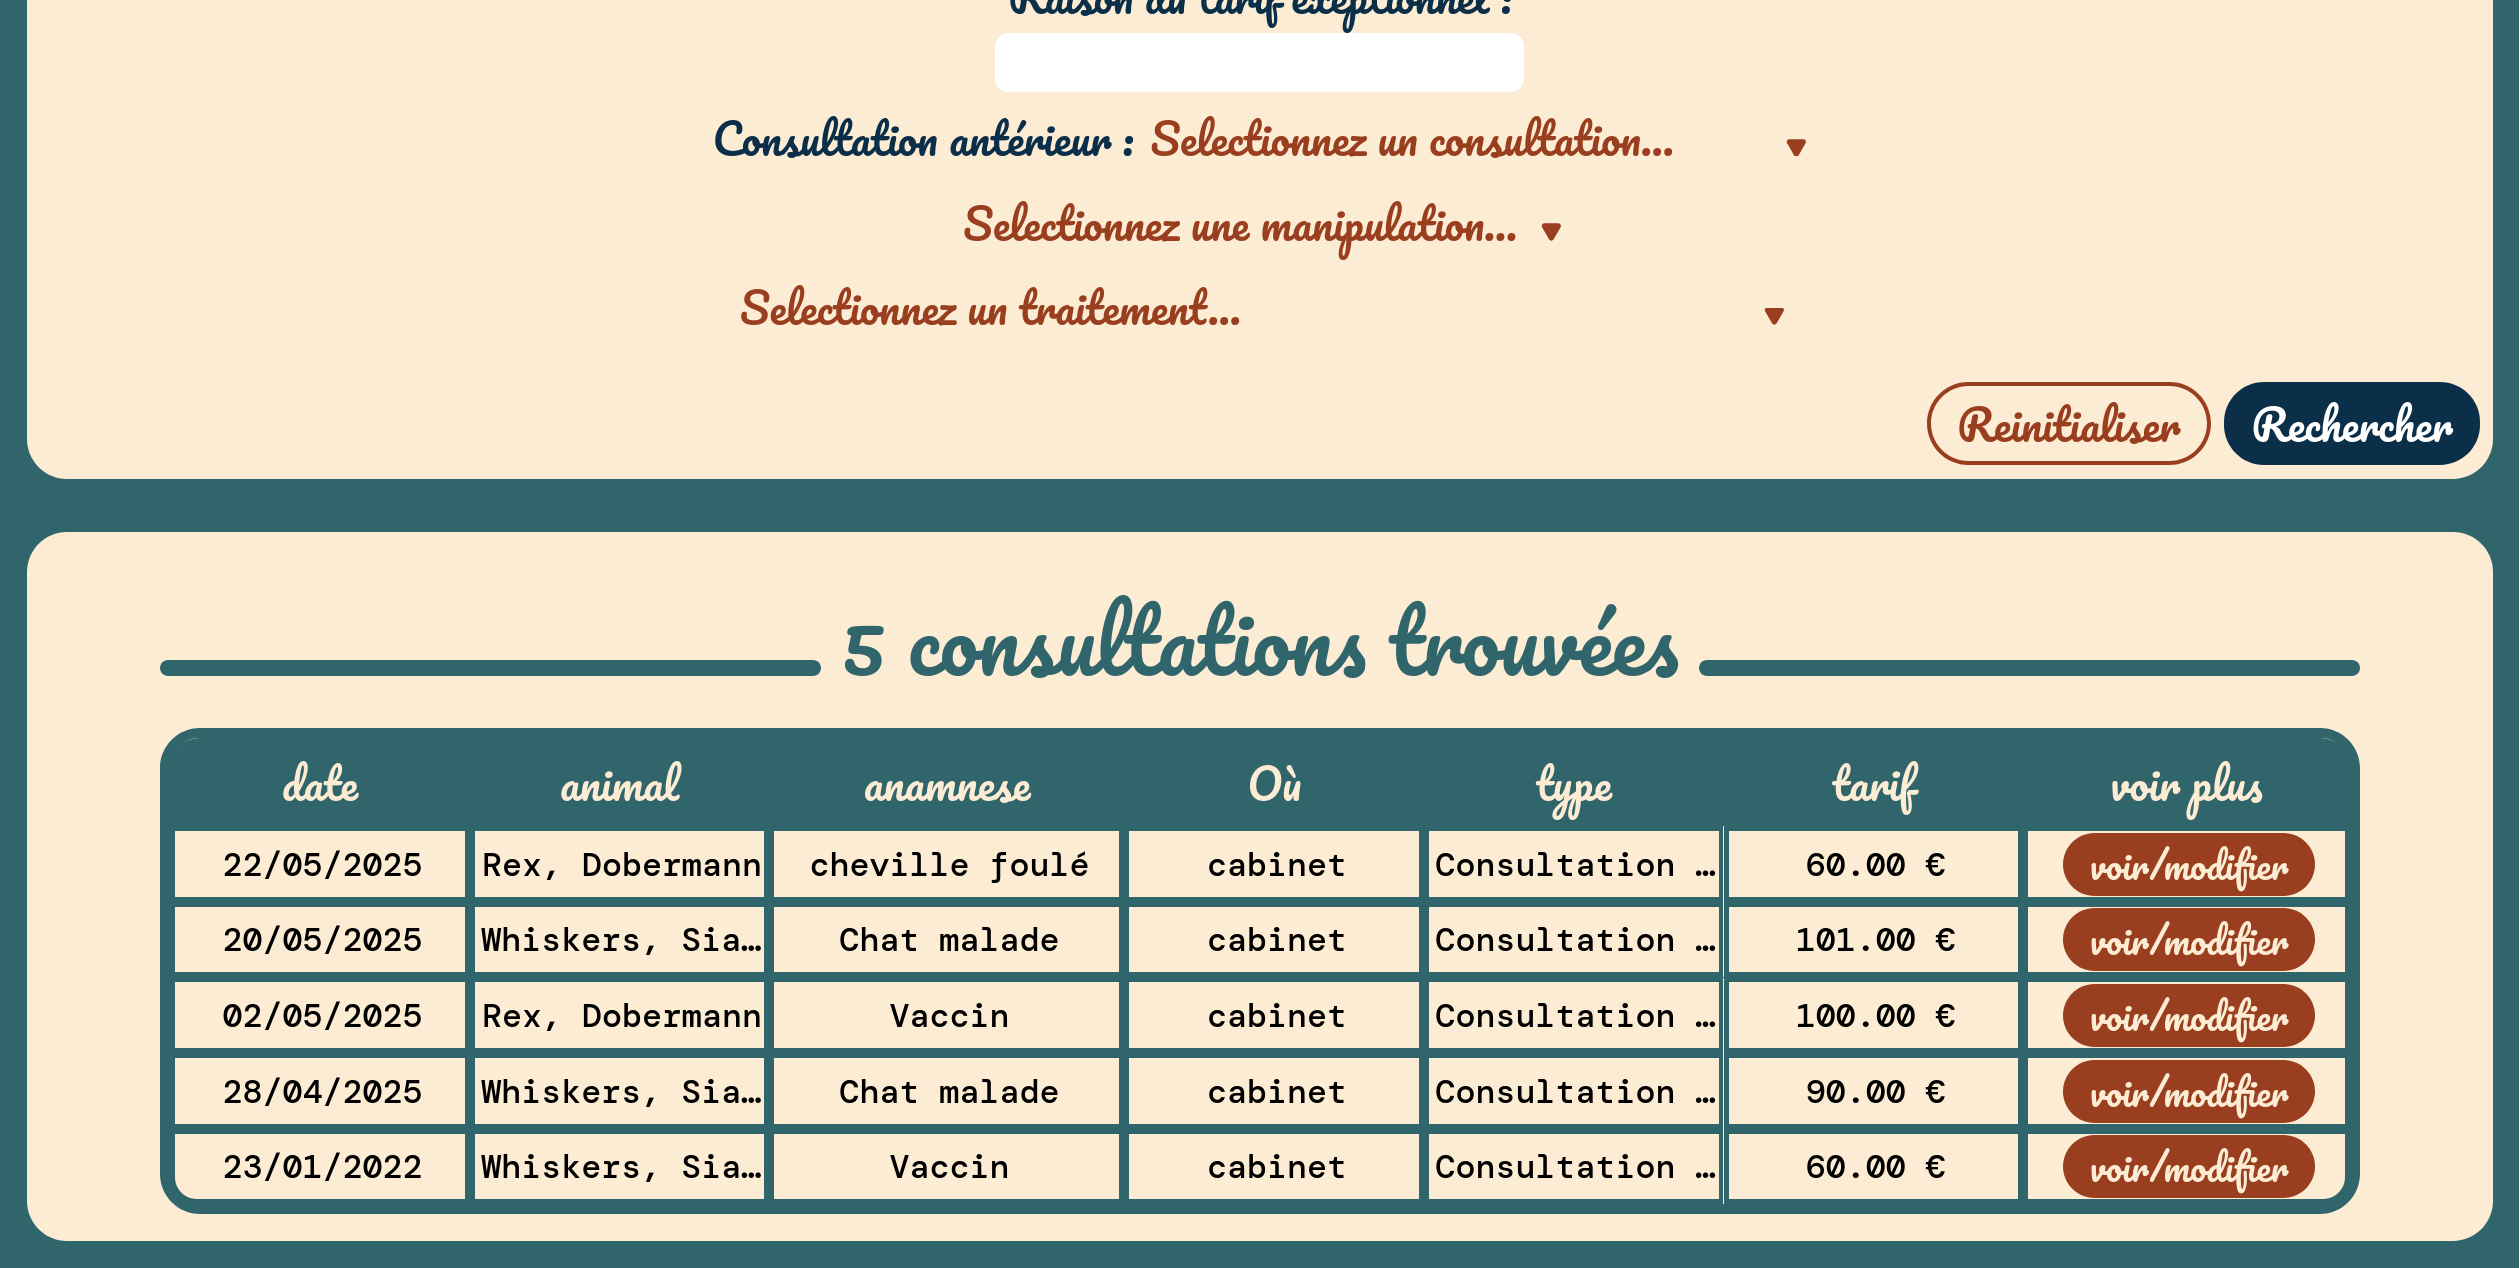 Raison du tarif exeptionnel :
Consultation antérieur : Selectionnez un consultation...
Selectionnez une manipulation...
Selectionnez un traitement...
Reinitialiser Rechercher
5 consultations trouvées
date animal anamnese Où type tarif voir plus
22/05/2025 Rex, Dobermann cheville foulé cabinet Consultation … 60.00 € voir/modifier
20/05/2025 Whiskers, Sia… Chat malade cabinet Consultation … 101.00 € voir/modifier
02/05/2025 Rex, Dobermann Vaccin cabinet Consultation … 100.00 € voir/modifier
28/04/2025 Whiskers, Sia… Chat malade cabinet Consultation … 90.00 € voir/modifier
23/01/2022 Whiskers, Sia… Vaccin cabinet Consultation … 60.00 € voir/modifier